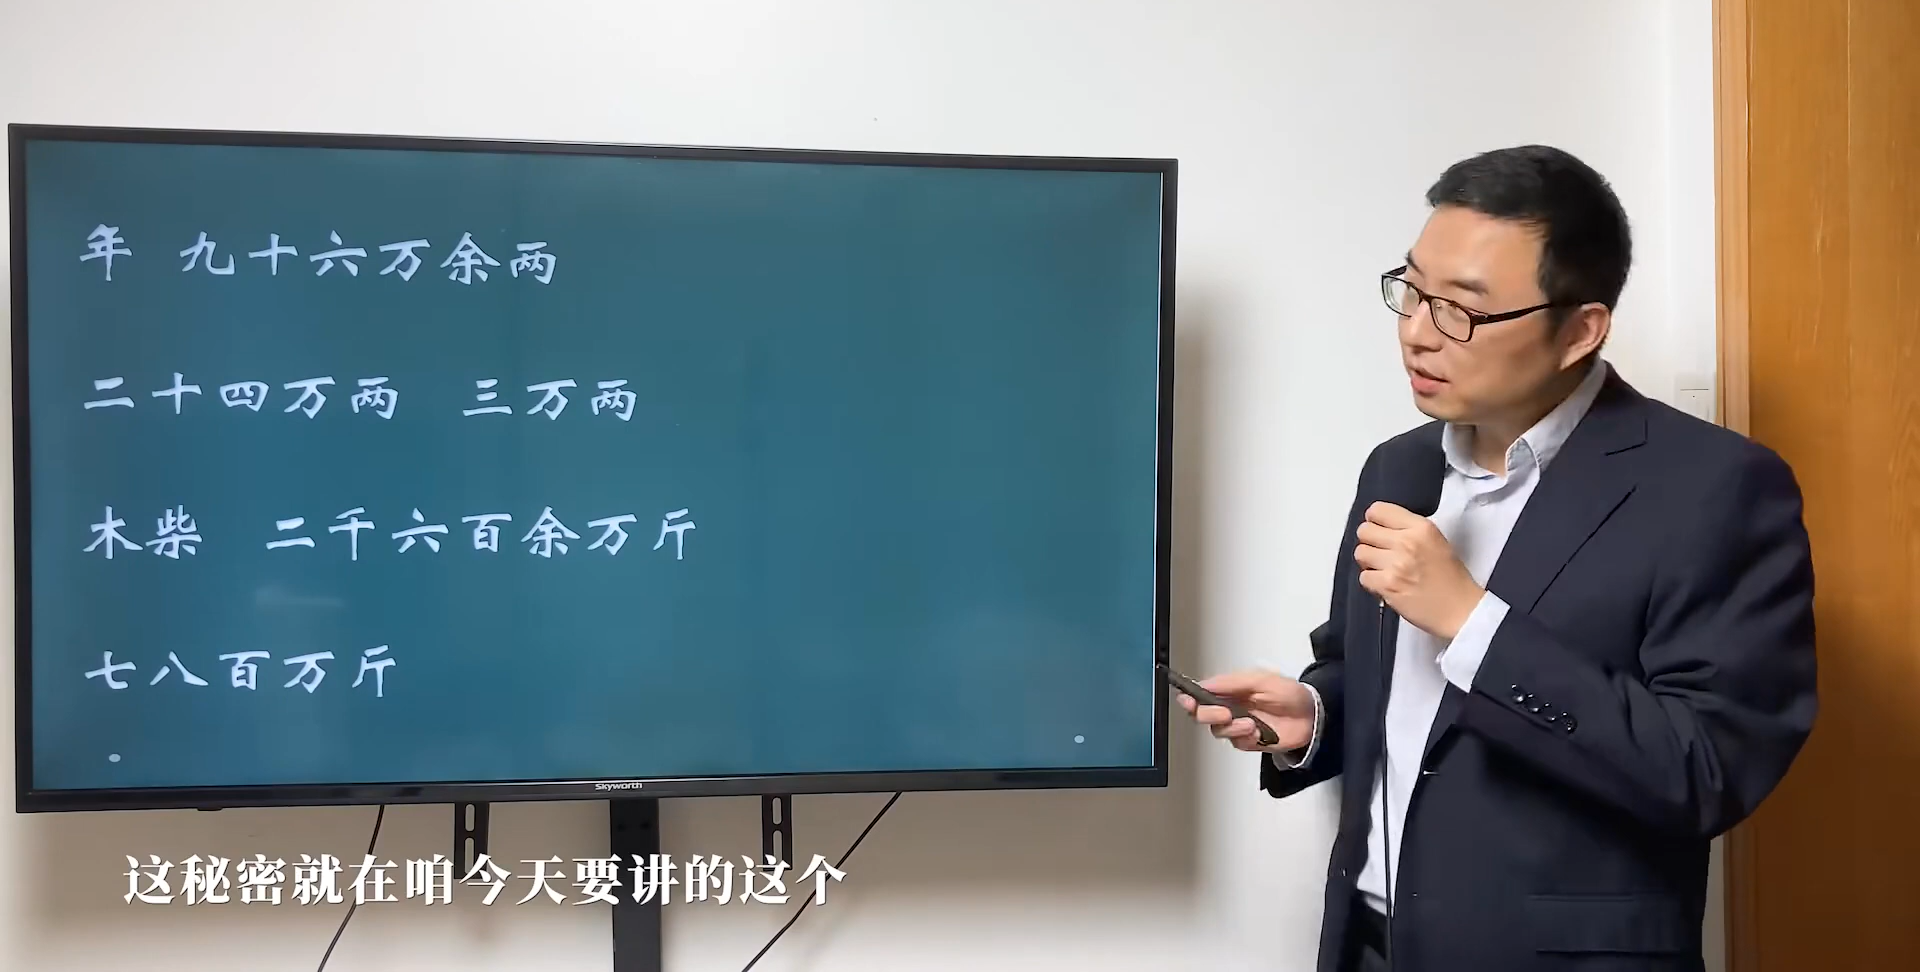 年 九十六万余两
二十四万两 三万两
木柴 二千六百余万斤
七八百万斤
Skyworth
这秘密就在咱今天要讲的这个